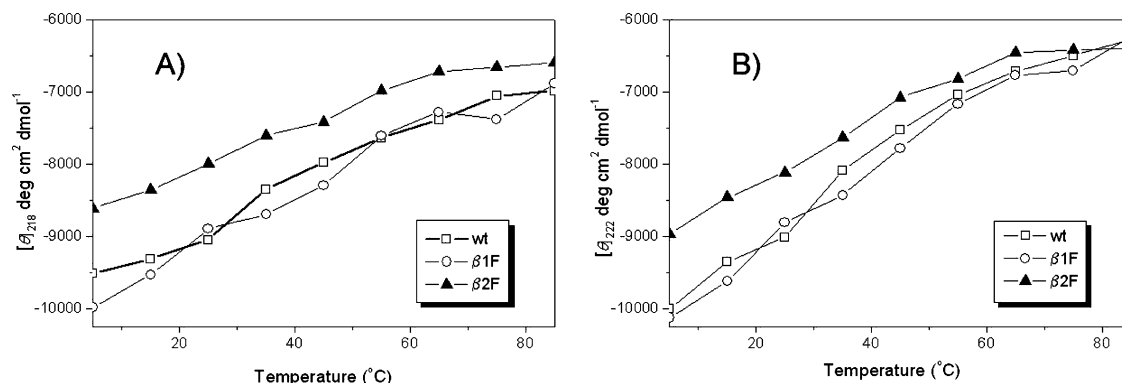 A)
[θ]218 deg cm2 dmol-1
-6000
-7000
-8000
-9000
-10000
wt
β1F
β2F
20
40
60
80
Temperature (°C)
B)
[θ]222 deg cm2 dmol-1
-6000
-7000
-8000
-9000
-10000
wt
β1F
β2F
20
40
60
80
Temperature (°C)